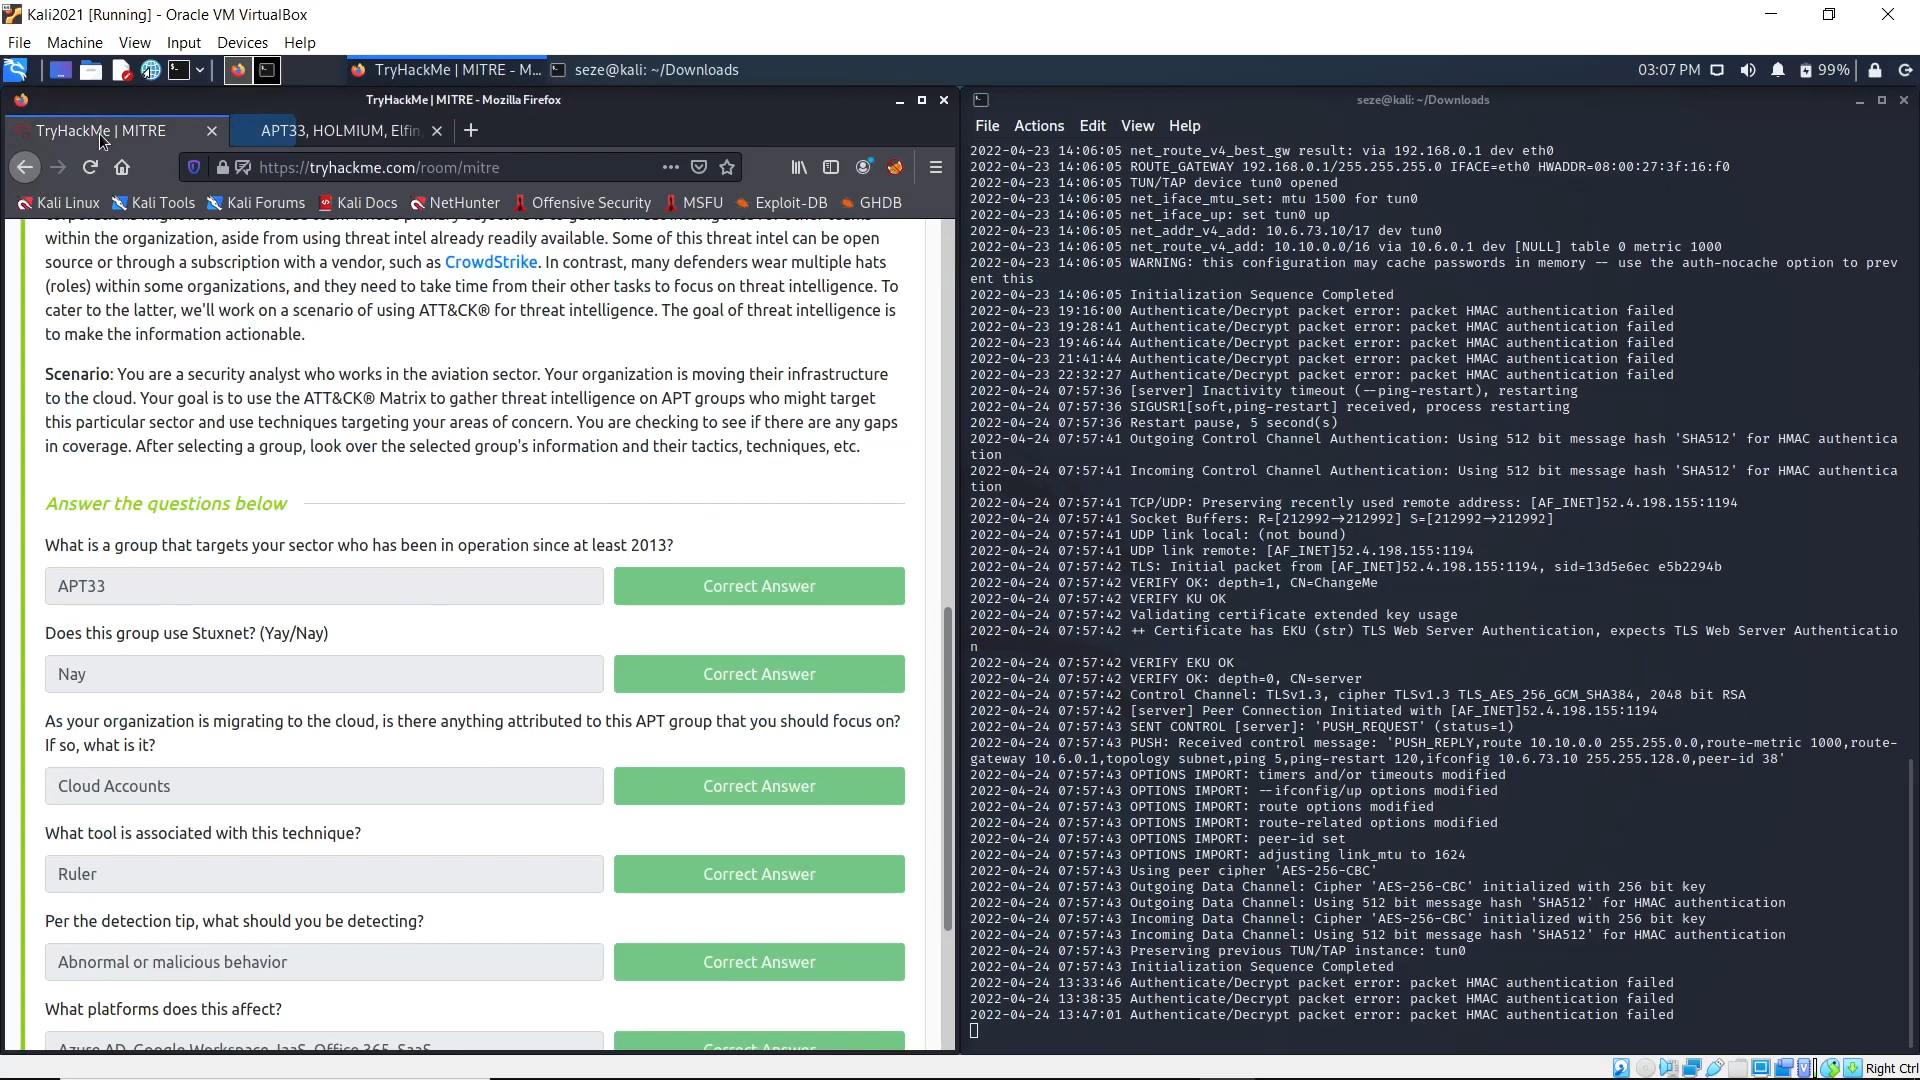 Kali2021 [Running] - Oracle VM VirtualBox
File Machine View Input Devices Help
TryHackMe | MITRE - M... seze@kali: ~/Downloads 03:07 PM 99%
TryHackMe | MITRE - Mozilla Firefox
TryHackMe | MITRE APT33, HOLMIUM, Elfin,
https://tryhackme.com/room/mitre
Kali Linux Kali Tools Kali Forums Kali Docs NetHunter Offensive Security MSFU Exploit-DB GHDB
within the organization, aside from using threat intel already readily available. Some of this threat intel can be open
source or through a subscription with a vendor, such as CrowdStrike. In contrast, many defenders wear multiple hats
(roles) within some organizations, and they need to take time from their other tasks to focus on threat intelligence. To
cater to the latter, we'll work on a scenario of using ATT&CK® for threat intelligence. The goal of threat intelligence is
to make the information actionable.
Scenario: You are a security analyst who works in the aviation sector. Your organization is moving their infrastructure
to the cloud. Your goal is to use the ATT&CK® Matrix to gather threat intelligence on APT groups who might target
this particular sector and use techniques targeting your areas of concern. You are checking to see if there are any gaps
in coverage. After selecting a group, look over the selected group's information and their tactics, techniques, etc.
Answer the questions below
What is a group that targets your sector who has been in operation since at least 2013?
APT33 Correct Answer
Does this group use Stuxnet? (Yay/Nay)
Nay Correct Answer
As your organization is migrating to the cloud, is there anything attributed to this APT group that you should focus on?
If so, what is it?
Cloud Accounts Correct Answer
What tool is associated with this technique?
Ruler Correct Answer
Per the detection tip, what should you be detecting?
Abnormal or malicious behavior Correct Answer
What platforms does this affect?
Azure AD, Google Workspace, IaaS, Office 365, SaaS Correct Answer
seze@kali: ~/Downloads
File Actions Edit View Help
2022-04-23 14:06:05 net_route_v4_best_gw result: via 192.168.0.1 dev eth0
2022-04-23 14:06:05 ROUTE_GATEWAY 192.168.0.1/255.255.255.0 IFACE=eth0 HWADDR=08:00:27:3f:16:f0
2022-04-23 14:06:05 TUN/TAP device tun0 opened
2022-04-23 14:06:05 net_iface_mtu_set: mtu 1500 for tun0
2022-04-23 14:06:05 net_iface_up: set tun0 up
2022-04-23 14:06:05 net_addr_v4_add: 10.6.73.10/17 dev tun0
2022-04-23 14:06:05 net_route_v4_add: 10.10.0.0/16 via 10.6.0.1 dev [NULL] table 0 metric 1000
2022-04-23 14:06:05 WARNING: this configuration may cache passwords in memory -- use the auth-nocache option to prev
ent this
2022-04-23 14:06:05 Initialization Sequence Completed
2022-04-23 19:16:00 Authenticate/Decrypt packet error: packet HMAC authentication failed
2022-04-23 19:28:41 Authenticate/Decrypt packet error: packet HMAC authentication failed
2022-04-23 19:46:44 Authenticate/Decrypt packet error: packet HMAC authentication failed
2022-04-23 21:41:44 Authenticate/Decrypt packet error: packet HMAC authentication failed
2022-04-23 22:32:27 Authenticate/Decrypt packet error: packet HMAC authentication failed
2022-04-24 07:57:36 [server] Inactivity timeout (--ping-restart), restarting
2022-04-24 07:57:36 SIGUSR1[soft,ping-restart] received, process restarting
2022-04-24 07:57:36 Restart pause, 5 second(s)
2022-04-24 07:57:41 Outgoing Control Channel Authentication: Using 512 bit message hash 'SHA512' for HMAC authentica
tion
2022-04-24 07:57:41 Incoming Control Channel Authentication: Using 512 bit message hash 'SHA512' for HMAC authentica
tion
2022-04-24 07:57:41 TCP/UDP: Preserving recently used remote address: [AF_INET]52.4.198.155:1194
2022-04-24 07:57:41 Socket Buffers: R=[212992→212992] S=[212992→212992]
2022-04-24 07:57:41 UDP link local: (not bound)
2022-04-24 07:57:41 UDP link remote: [AF_INET]52.4.198.155:1194
2022-04-24 07:57:41 TLS: Initial packet from [AF_INET]52.4.198.155:1194, sid=13d5e6ec e5b2294b
2022-04-24 07:57:42 VERIFY OK: depth=1, CN=ChangeMe
2022-04-24 07:57:42 VERIFY KU OK
2022-04-24 07:57:42 Validating certificate extended key usage
2022-04-24 07:57:42 ++ Certificate has EKU (str) TLS Web Server Authentication, expects TLS Web Server Authenticatio
n
2022-04-24 07:57:42 VERIFY EKU OK
2022-04-24 07:57:42 VERIFY OK: depth=0, CN=server
2022-04-24 07:57:42 Control Channel: TLSv1.3, cipher TLSv1.3 TLS_AES_256_GCM_SHA384, 2048 bit RSA
2022-04-24 07:57:42 [server] Peer Connection Initiated with [AF_INET]52.4.198.155:1194
2022-04-24 07:57:43 SENT CONTROL [server]: 'PUSH_REQUEST' (status=1)
2022-04-24 07:57:43 PUSH: Received control message: 'PUSH_REPLY,route 10.10.0.0 255.255.0.0,route-metric 1000,route-
gateway 10.6.0.1,topology subnet,ping 5,ping-restart 120,ifconfig 10.6.73.10 255.255.128.0,peer-id 38'
2022-04-24 07:57:43 OPTIONS IMPORT: timers and/or timeouts modified
2022-04-24 07:57:43 OPTIONS IMPORT: --ifconfig/up options modified
2022-04-24 07:57:43 OPTIONS IMPORT: route options modified
2022-04-24 07:57:43 OPTIONS IMPORT: route-related options modified
2022-04-24 07:57:43 OPTIONS IMPORT: peer-id set
2022-04-24 07:57:43 OPTIONS IMPORT: adjusting link_mtu to 1624
2022-04-24 07:57:43 Using peer cipher 'AES-256-CBC'
2022-04-24 07:57:43 Outgoing Data Channel: Cipher 'AES-256-CBC' initialized with 256 bit key
2022-04-24 07:57:43 Outgoing Data Channel: Using 512 bit message hash 'SHA512' for HMAC authentication
2022-04-24 07:57:43 Incoming Data Channel: Cipher 'AES-256-CBC' initialized with 256 bit key
2022-04-24 07:57:43 Incoming Data Channel: Using 512 bit message hash 'SHA512' for HMAC authentication
2022-04-24 07:57:43 Preserving previous TUN/TAP instance: tun0
2022-04-24 07:57:43 Initialization Sequence Completed
2022-04-24 13:33:46 Authenticate/Decrypt packet error: packet HMAC authentication failed
2022-04-24 13:38:35 Authenticate/Decrypt packet error: packet HMAC authentication failed
2022-04-24 13:47:01 Authenticate/Decrypt packet error: packet HMAC authentication failed
Right Ctrl